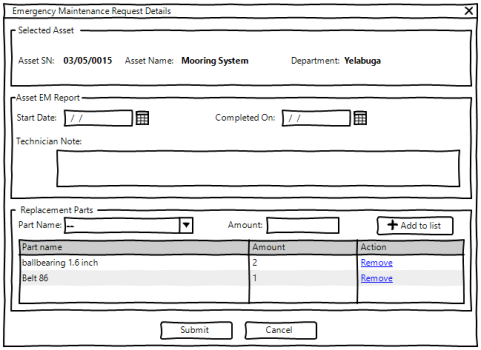 Emergency Maintenance Request Details
Selected Asset
Asset SN: 03/05/0015 Asset Name: Mooring System Department: Yelabuga
Asset EM Report
Start Date: / / Completed On: / /
Technician Note:
Replacement Parts
Part Name: -- Amount: Add to list
Part name Amount Action
ballbearing 1.6 inch 2 Remove
Belt 86 1 Remove
Submit Cancel